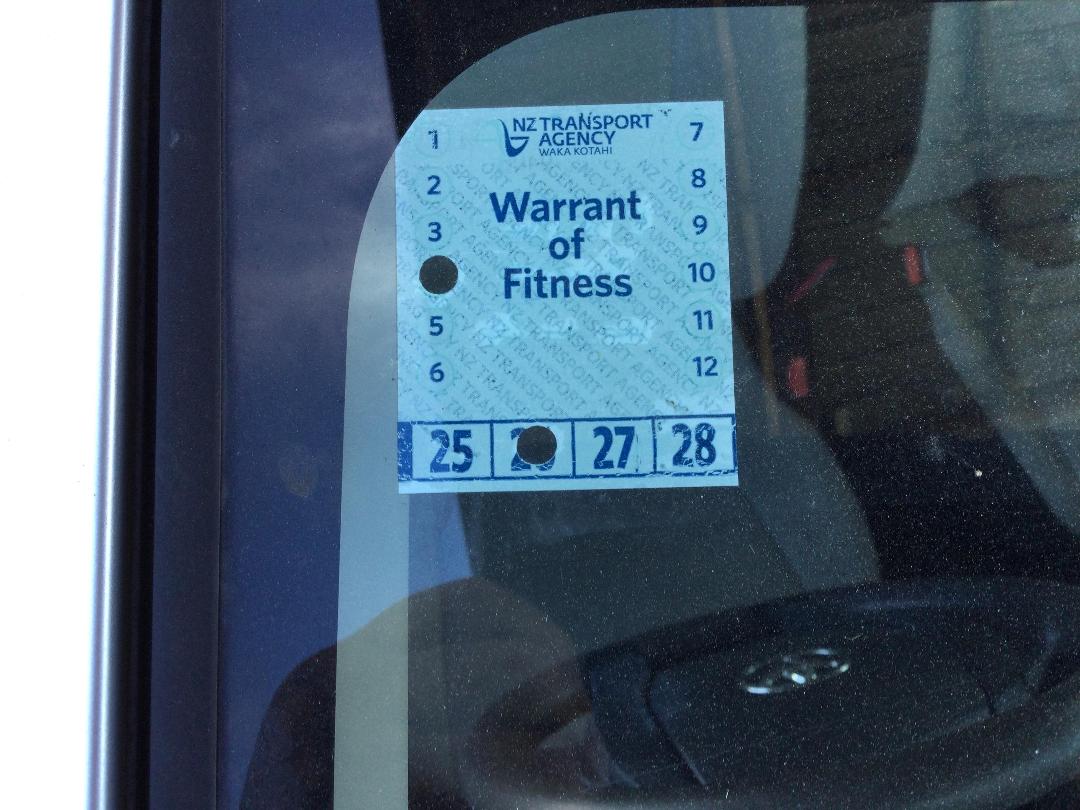 NZ TRANSPORT
AGENCY
WAKA KOTAHI
Warrant
of
Fitness
1
2
3
5
6
7
8
9
10
11
12
25
27
28